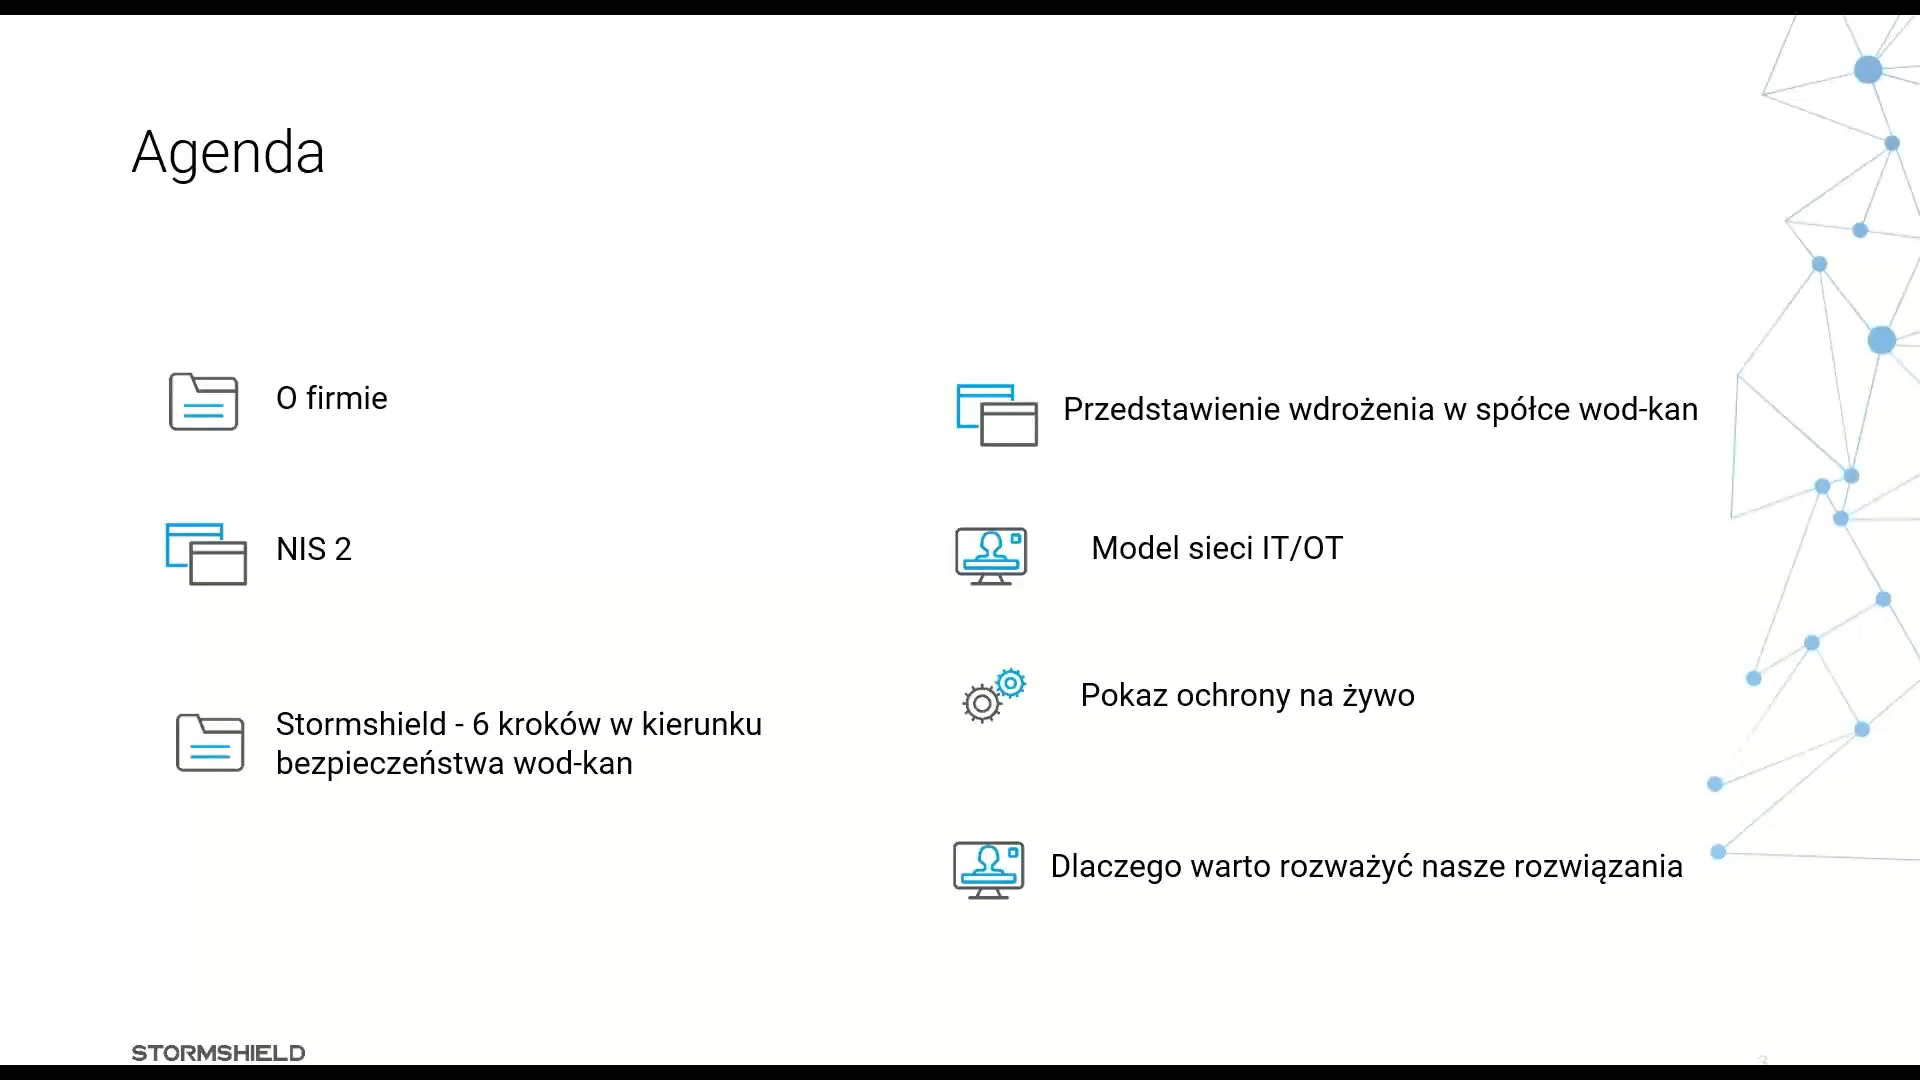 Agenda
O firmie
NIS 2
Stormshield - 6 kroków w kierunku
bezpieczeństwa wod-kan
Przedstawienie wdrożenia w spółce wod-kan
Model sieci IT/OT
Pokaz ochrony na żywo
Dlaczego warto rozważyć nasze rozwiązania
STORMSHIELD
3